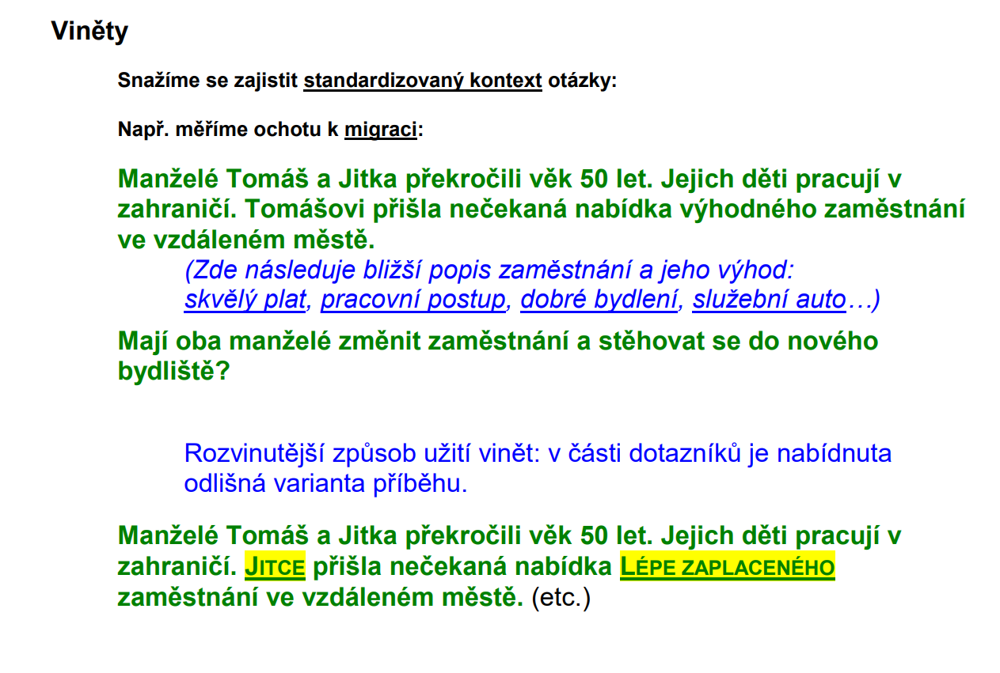 Viněty
Snažíme se zajistit standardizovaný kontext otázky:
Např. měříme ochotu k migraci:
Manželé Tomáš a Jitka překročili věk 50 let. Jejich děti pracují v
zahraničí. Tomášovi přišla nečekaná nabídka výhodného zaměstnání
ve vzdáleném městě.
(Zde následuje bližší popis zaměstnání a jeho výhod:
skvělý plat, pracovní postup, dobré bydlení, služební auto…)
Mají oba manželé změnit zaměstnání a stěhovat se do nového
bydliště?
Rozvinutější způsob užití vinět: v části dotazníků je nabídnuta
odlišná varianta příběhu.
Manželé Tomáš a Jitka překročili věk 50 let. Jejich děti pracují v
zahraničí. JITCE přišla nečekaná nabídka LÉPE ZAPLACENÉHO
zaměstnání ve vzdáleném městě. (etc.)